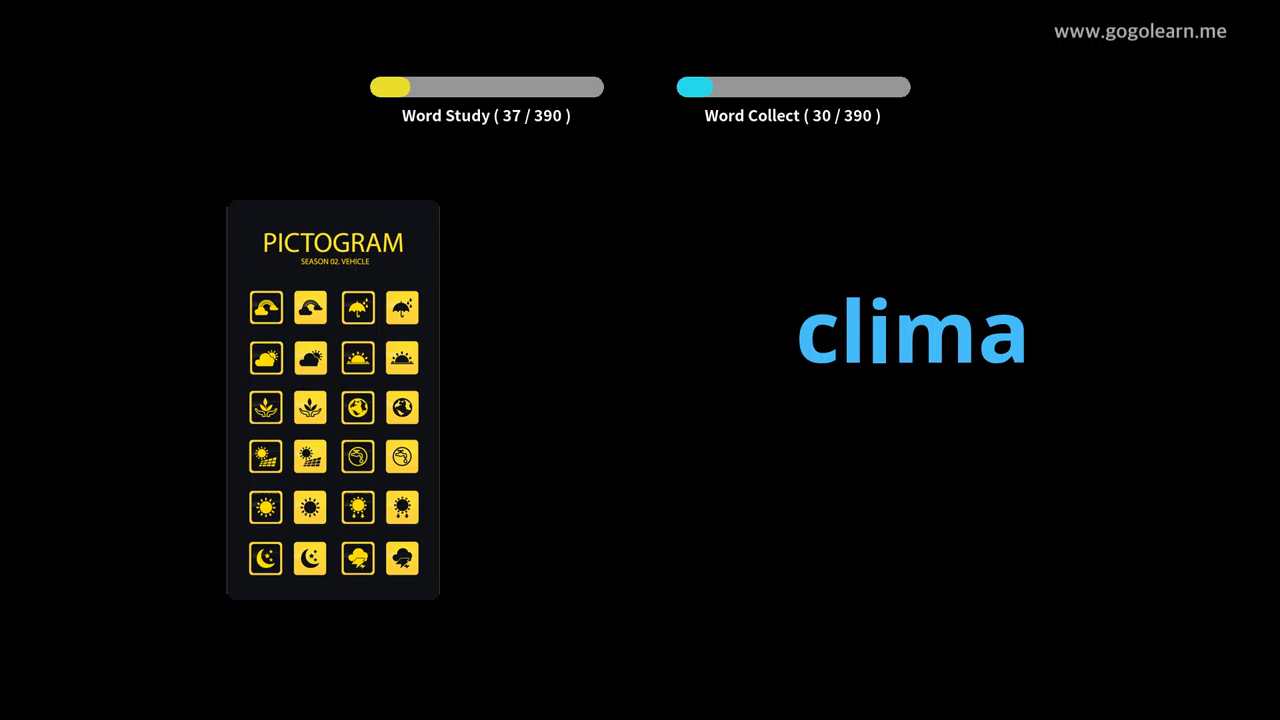 www.gogolearn.me
Word Study ( 37 / 390 )
Word Collect ( 30 / 390 )
PICTOGRAM
SEASON 02. VEHICLE
clima